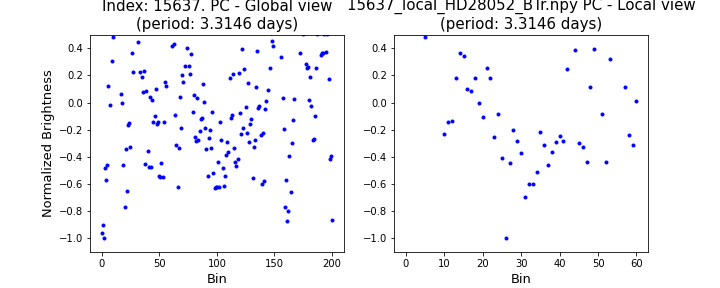 Index: 15637. PC - Global view
(period: 3.3146 days)
15637_local_HD28052_BTr.npy PC - Local view
(period: 3.3146 days)
Normalized Brightness
0.4
0.2
0.0
−0.2
−0.4
−0.6
−0.8
−1.0
0 50 100 150 200
Bin
0.4
0.2
0.0
−0.2
−0.4
−0.6
−0.8
−1.0
0 10 20 30 40 50 60
Bin